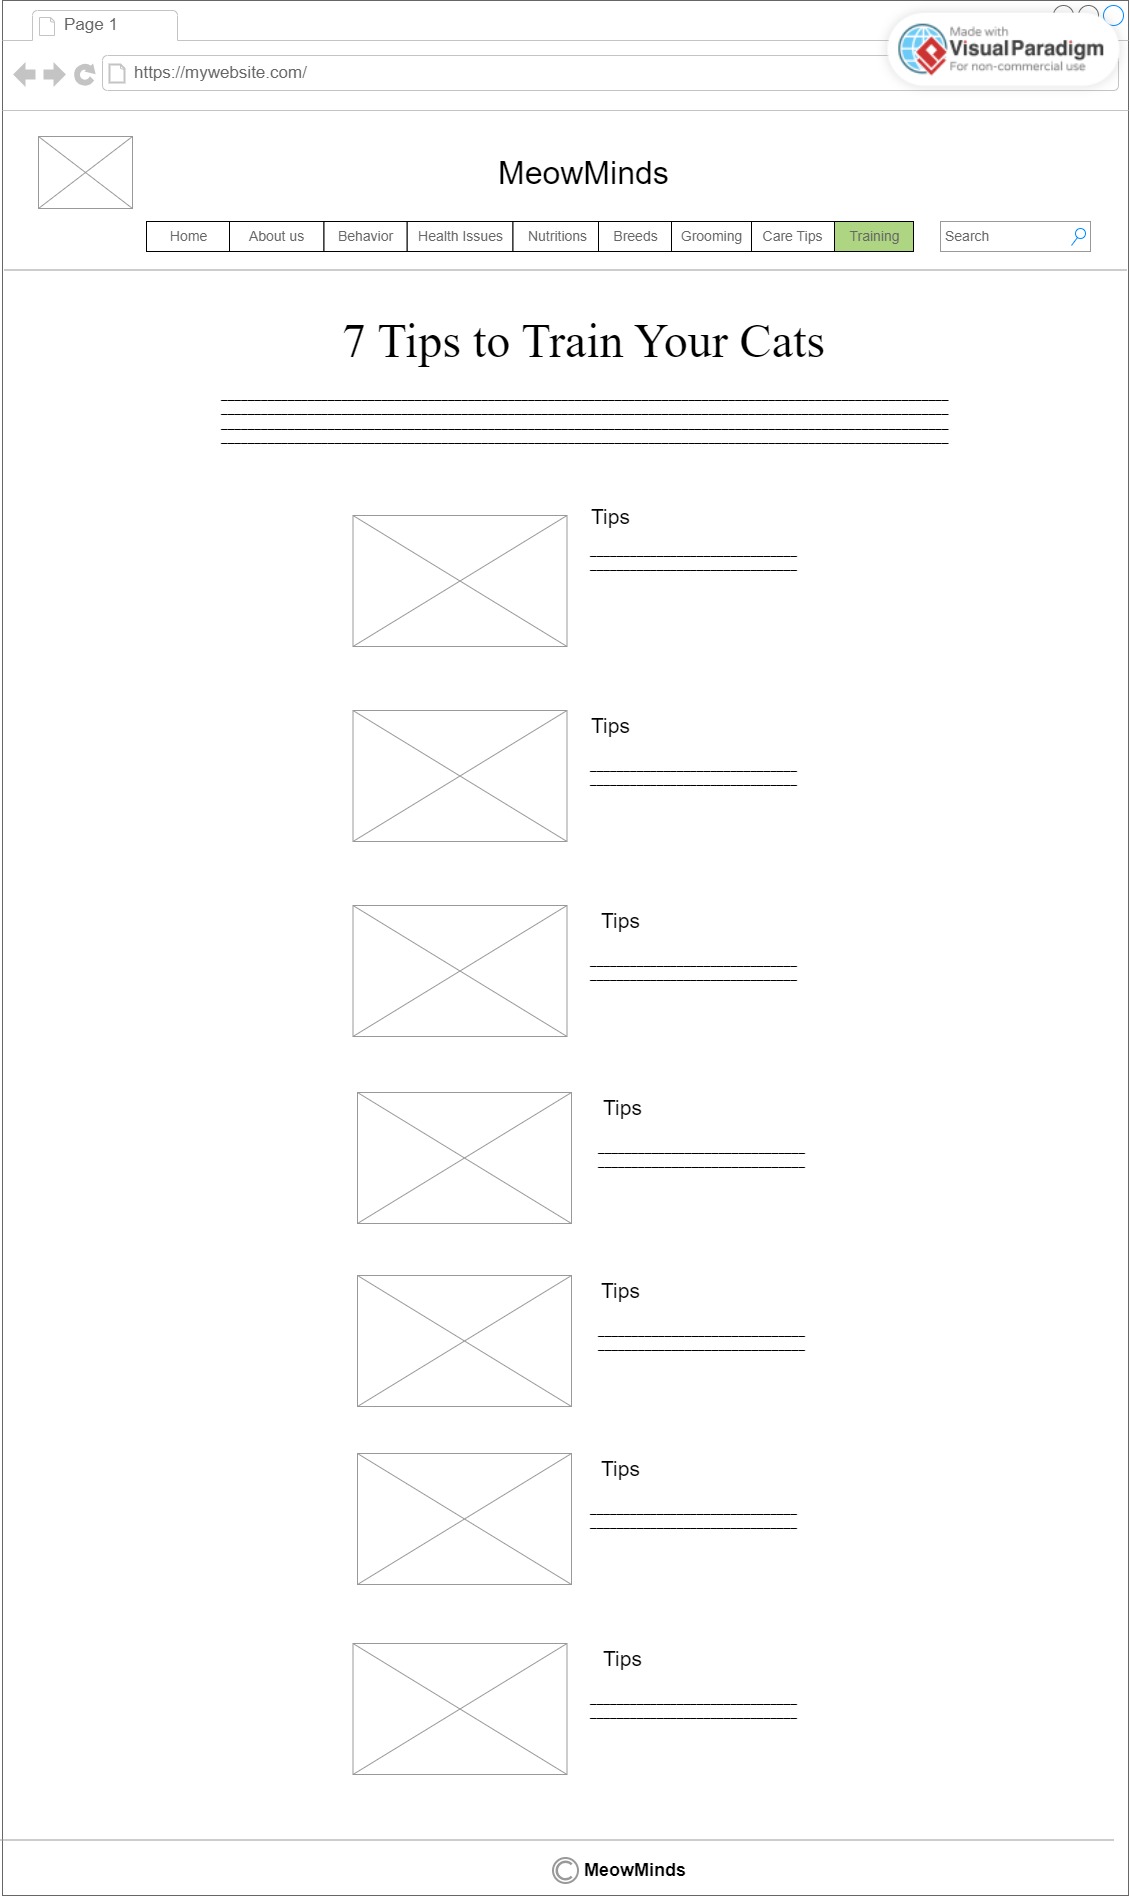 Page 1
Made with
Visual Paradigm
For non-commercial use
https://mywebsite.com/
MeowMinds
Home About us Behavior Health Issues Nutritions Breeds Grooming Care Tips Training Search
7 Tips to Train Your Cats
Tips
Tips
Tips
Tips
Tips
Tips
Tips
© MeowMinds